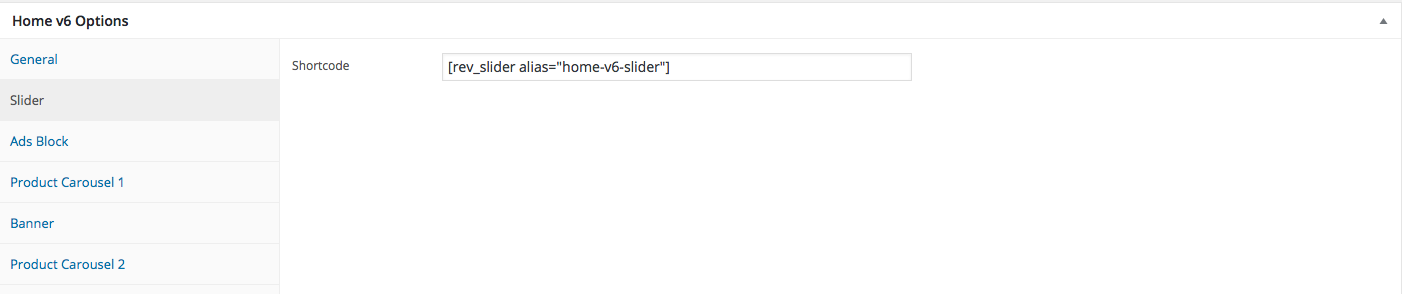 Home v6 Options
General
Shortcode
[rev_slider alias="home-v6-slider"]
Slider
Ads Block
Product Carousel 1
Banner
Product Carousel 2